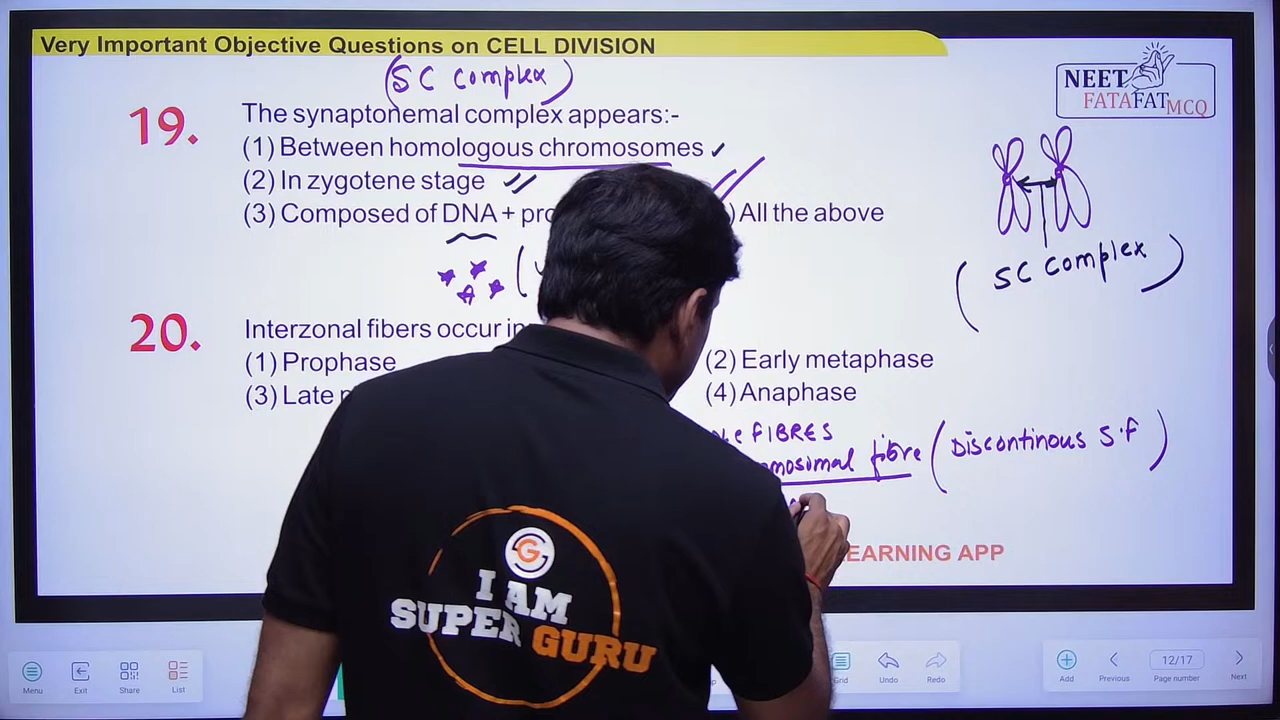 Very Important Objective Questions on CELL DIVISION
(SC Complex)
NEET
FATAFAT MCQ
19.
The synaptonemal complex appears:-
(1) Between homologous chromosomes
(2) In zygotene stage
(3) Composed of DNA +
All the above
SC Complex
20.
Interzonal fibers occur in
(1) Prophase
(2) Early metaphase
(3) Late
(4) Anaphase
FIBRES
fibre (Discontinous S.F)
APP
G
I AM
SUPER GURU
Menu
Exit
Share
List
Grid
Undo
Redo
Add
Previous
12/17
Page number
Next